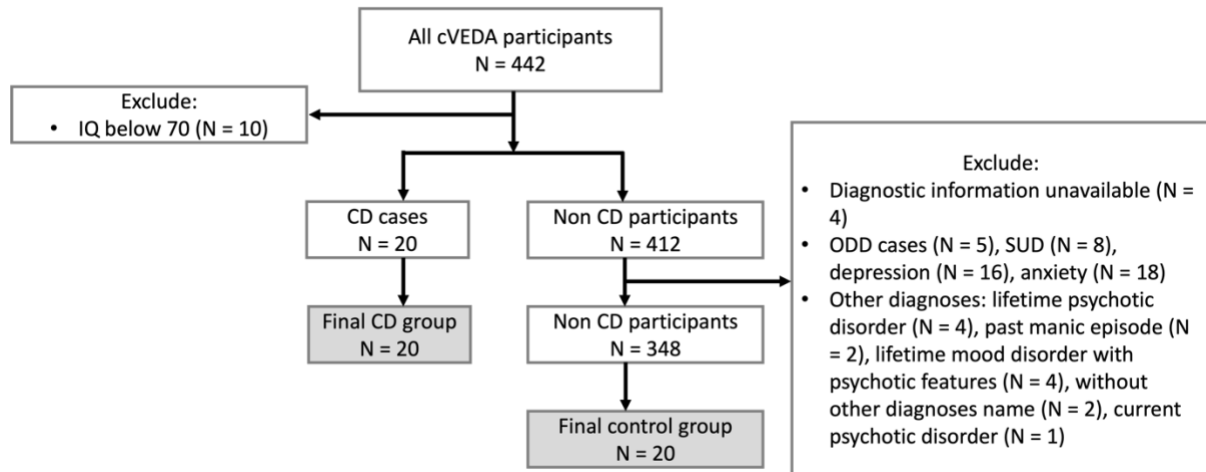 All cVEDA participants
N = 442
Exclude:
• IQ below 70 (N = 10)
CD cases
N = 20
Non CD participants
N = 412
Exclude:
• Diagnostic information unavailable (N =
4)
• ODD cases (N = 5), SUD (N = 8),
depression (N = 16), anxiety (N = 18)
• Other diagnoses: lifetime psychotic
disorder (N = 4), past manic episode (N
= 2), lifetime mood disorder with
psychotic features (N = 4), without
other diagnoses name (N = 2), current
psychotic disorder (N = 1)
Final CD group
N = 20
Non CD participants
N = 348
Final control group
N = 20